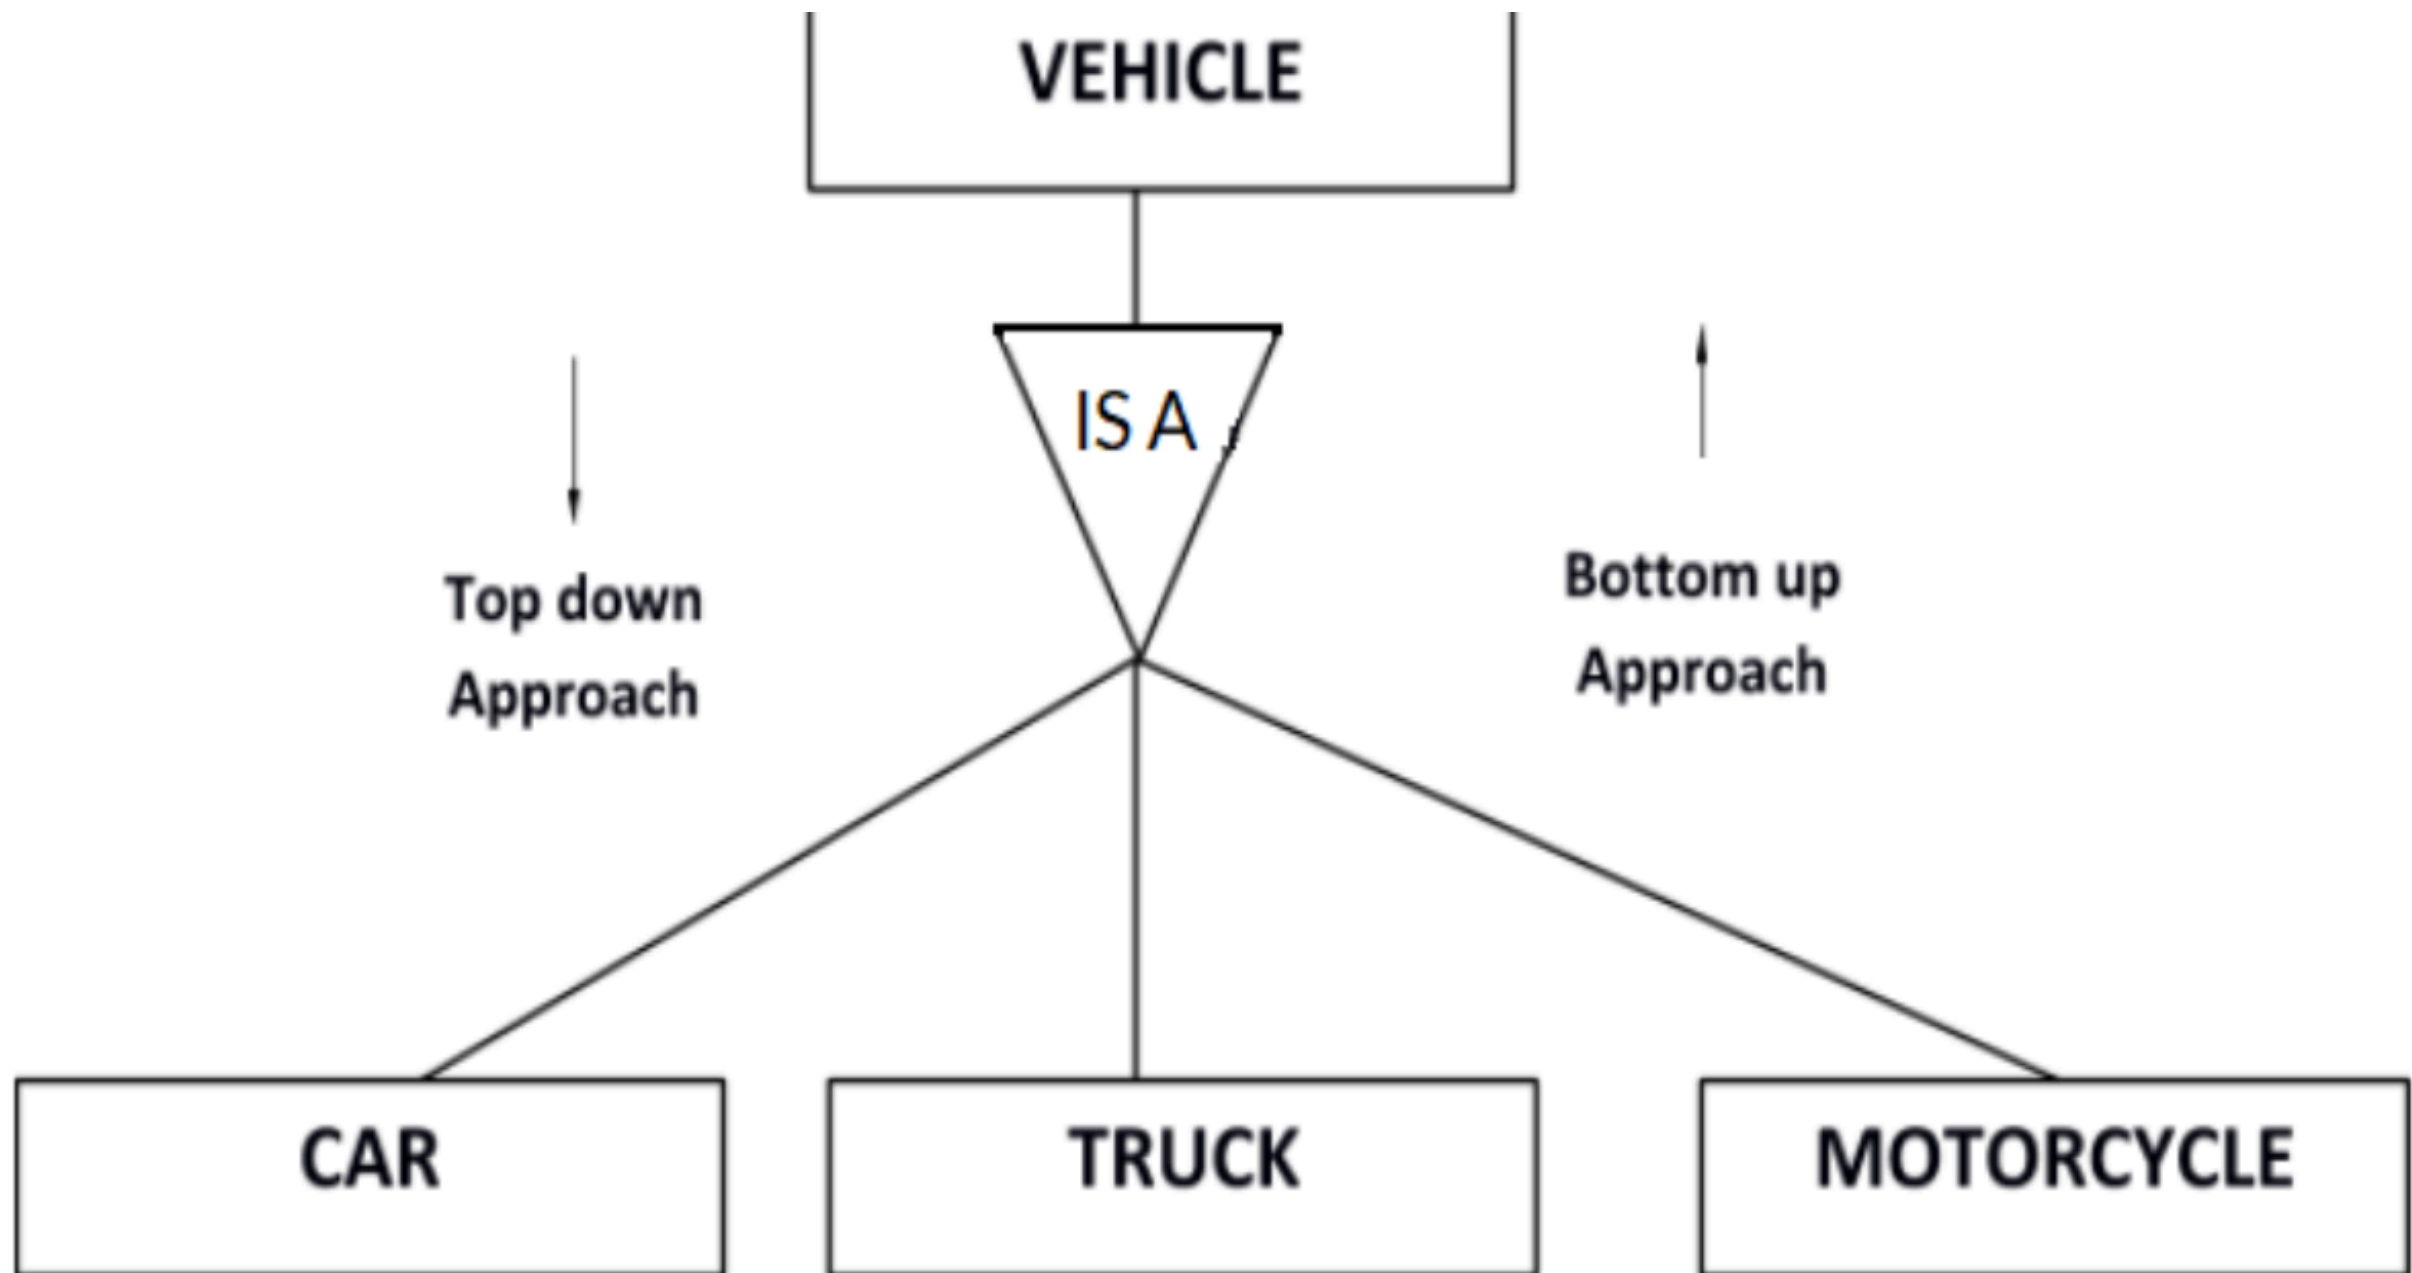 VEHICLE
IS A
Top down
Approach
Bottom up
Approach
CAR
TRUCK
MOTORCYCLE